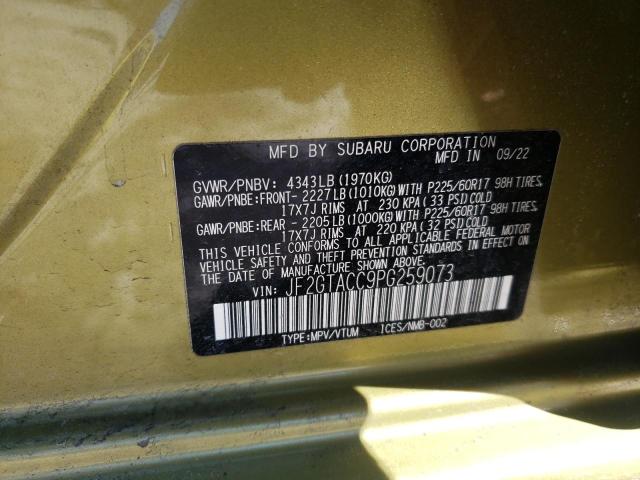 MFD BY SUBARU CORPORATION
MFD IN 09/22
GVWR/PNBV: 4343LB(1970KG)
GAWR/PNBE:FRONT- 2227LB(1010KG)WITH P225/60R17 98H TIRES,
17X7J RIMS AT 230 KPA(33 PSI)COLD
GAWR/PNBE:REAR - 2205LB(1000KG)WITH P225/60R17 98H TIRES,
17X7J RIMS AT 220 KPA(32 PSI)COLD
THIS VEHICLE CONFORMS TO ALL APPLICABLE FEDERAL MOTOR
VEHICLE SAFETY AND THEFT PREVENTION STANDARDS IN EFFECT ON
THE DATE OF MANUFACTURE SHOWN ABOVE.
VIN: JF2GTACC9PG259073
TYPE:MPV/VTUM ICES/NMB-002